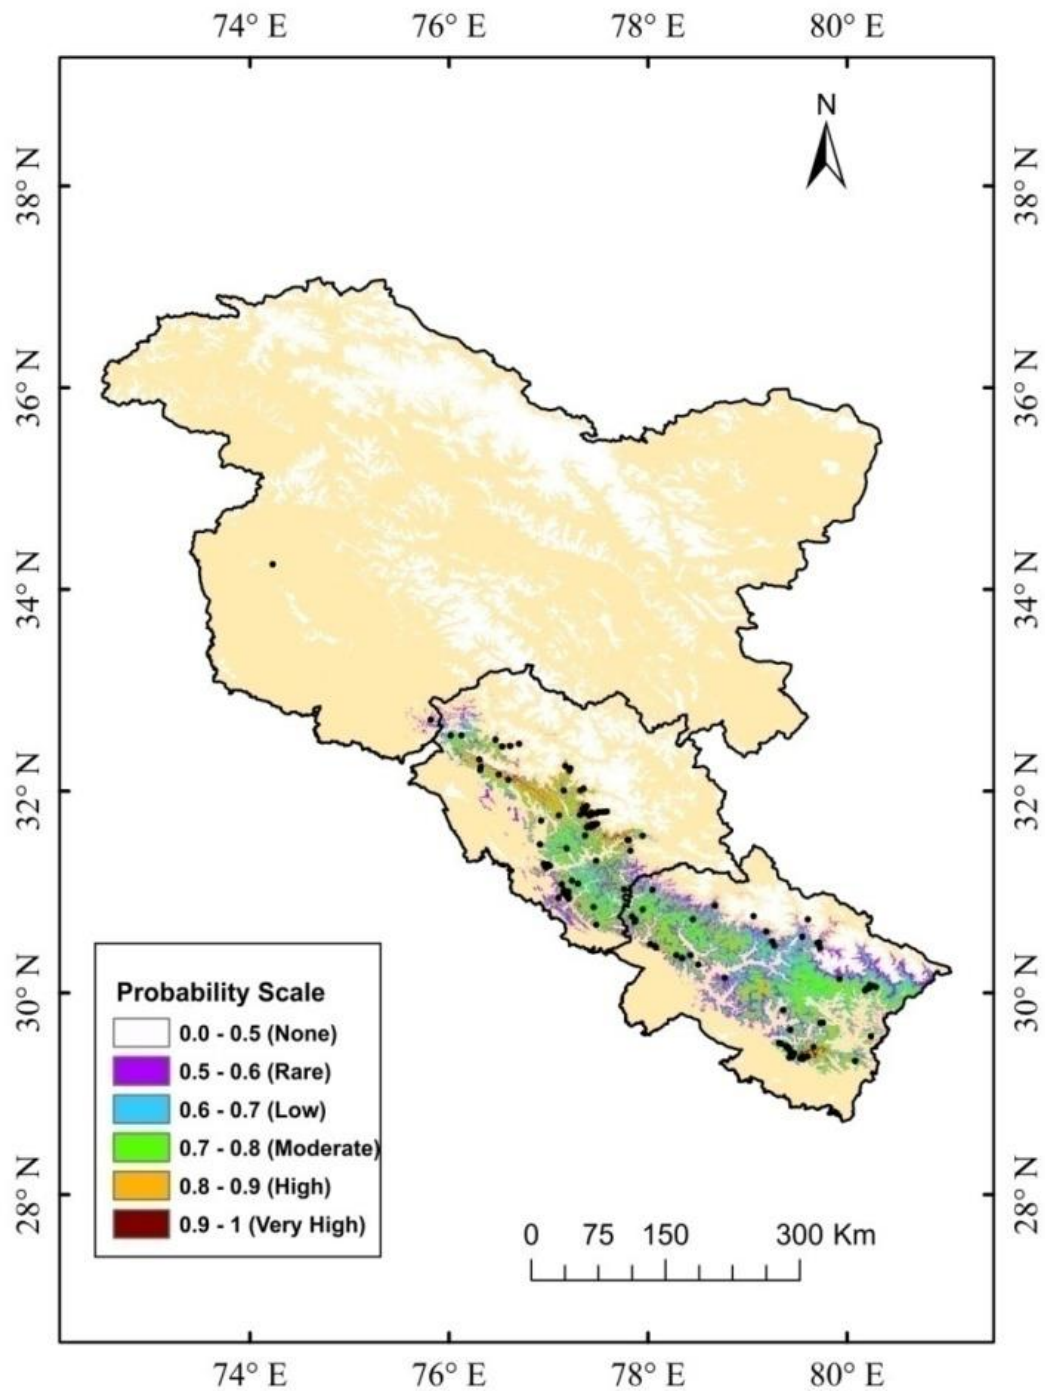 74° E 76° E 78° E 80° E
N
38° N 38° N
36° N 36° N
34° N 34° N
32° N 32° N
30° N 30° N
28° N 28° N
Probability Scale
0.0 - 0.5 (None)
0.5 - 0.6 (Rare)
0.6 - 0.7 (Low)
0.7 - 0.8 (Moderate)
0.8 - 0.9 (High)
0.9 - 1 (Very High)
0 75 150 300 Km
74° E 76° E 78° E 80° E